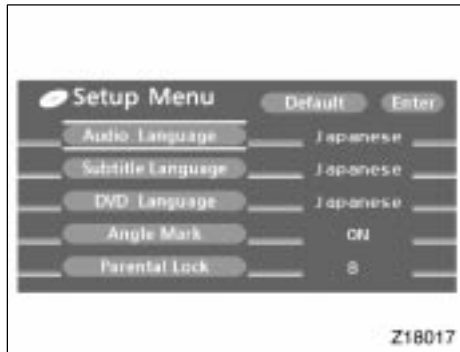 Setup Menu Default Enter
Audio Language Japanese
Subtitle Language Japanese
DVD Language Japanese
Angle Mark ON
Parental Lock 8
Z18017